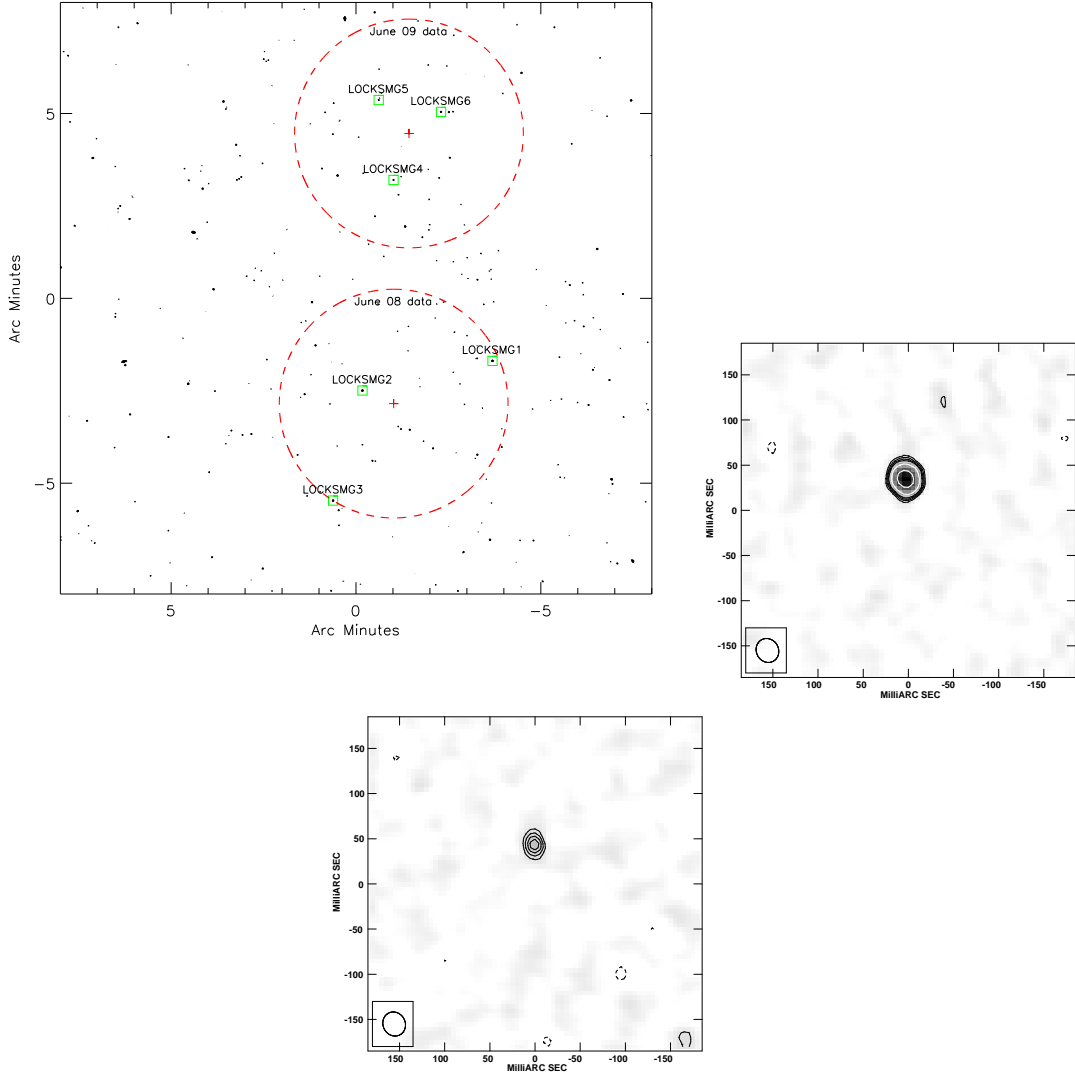 June 09 data
LOCKSMG5
LOCKSMG6
LOCKSMG4
June 08 data
LOCKSMG1
LOCKSMG2
LOCKSMG3
5
0
-5
Arc Minutes
5
0
-5
Arc Minutes
150
100
50
0
-50
-100
-150
MilliARC SEC
150
100
50
0
-50
-100
-150
MilliARC SEC
150
100
50
0
-50
-100
-150
MilliARC SEC
150
100
50
0
-50
-100
-150
MilliARC SEC